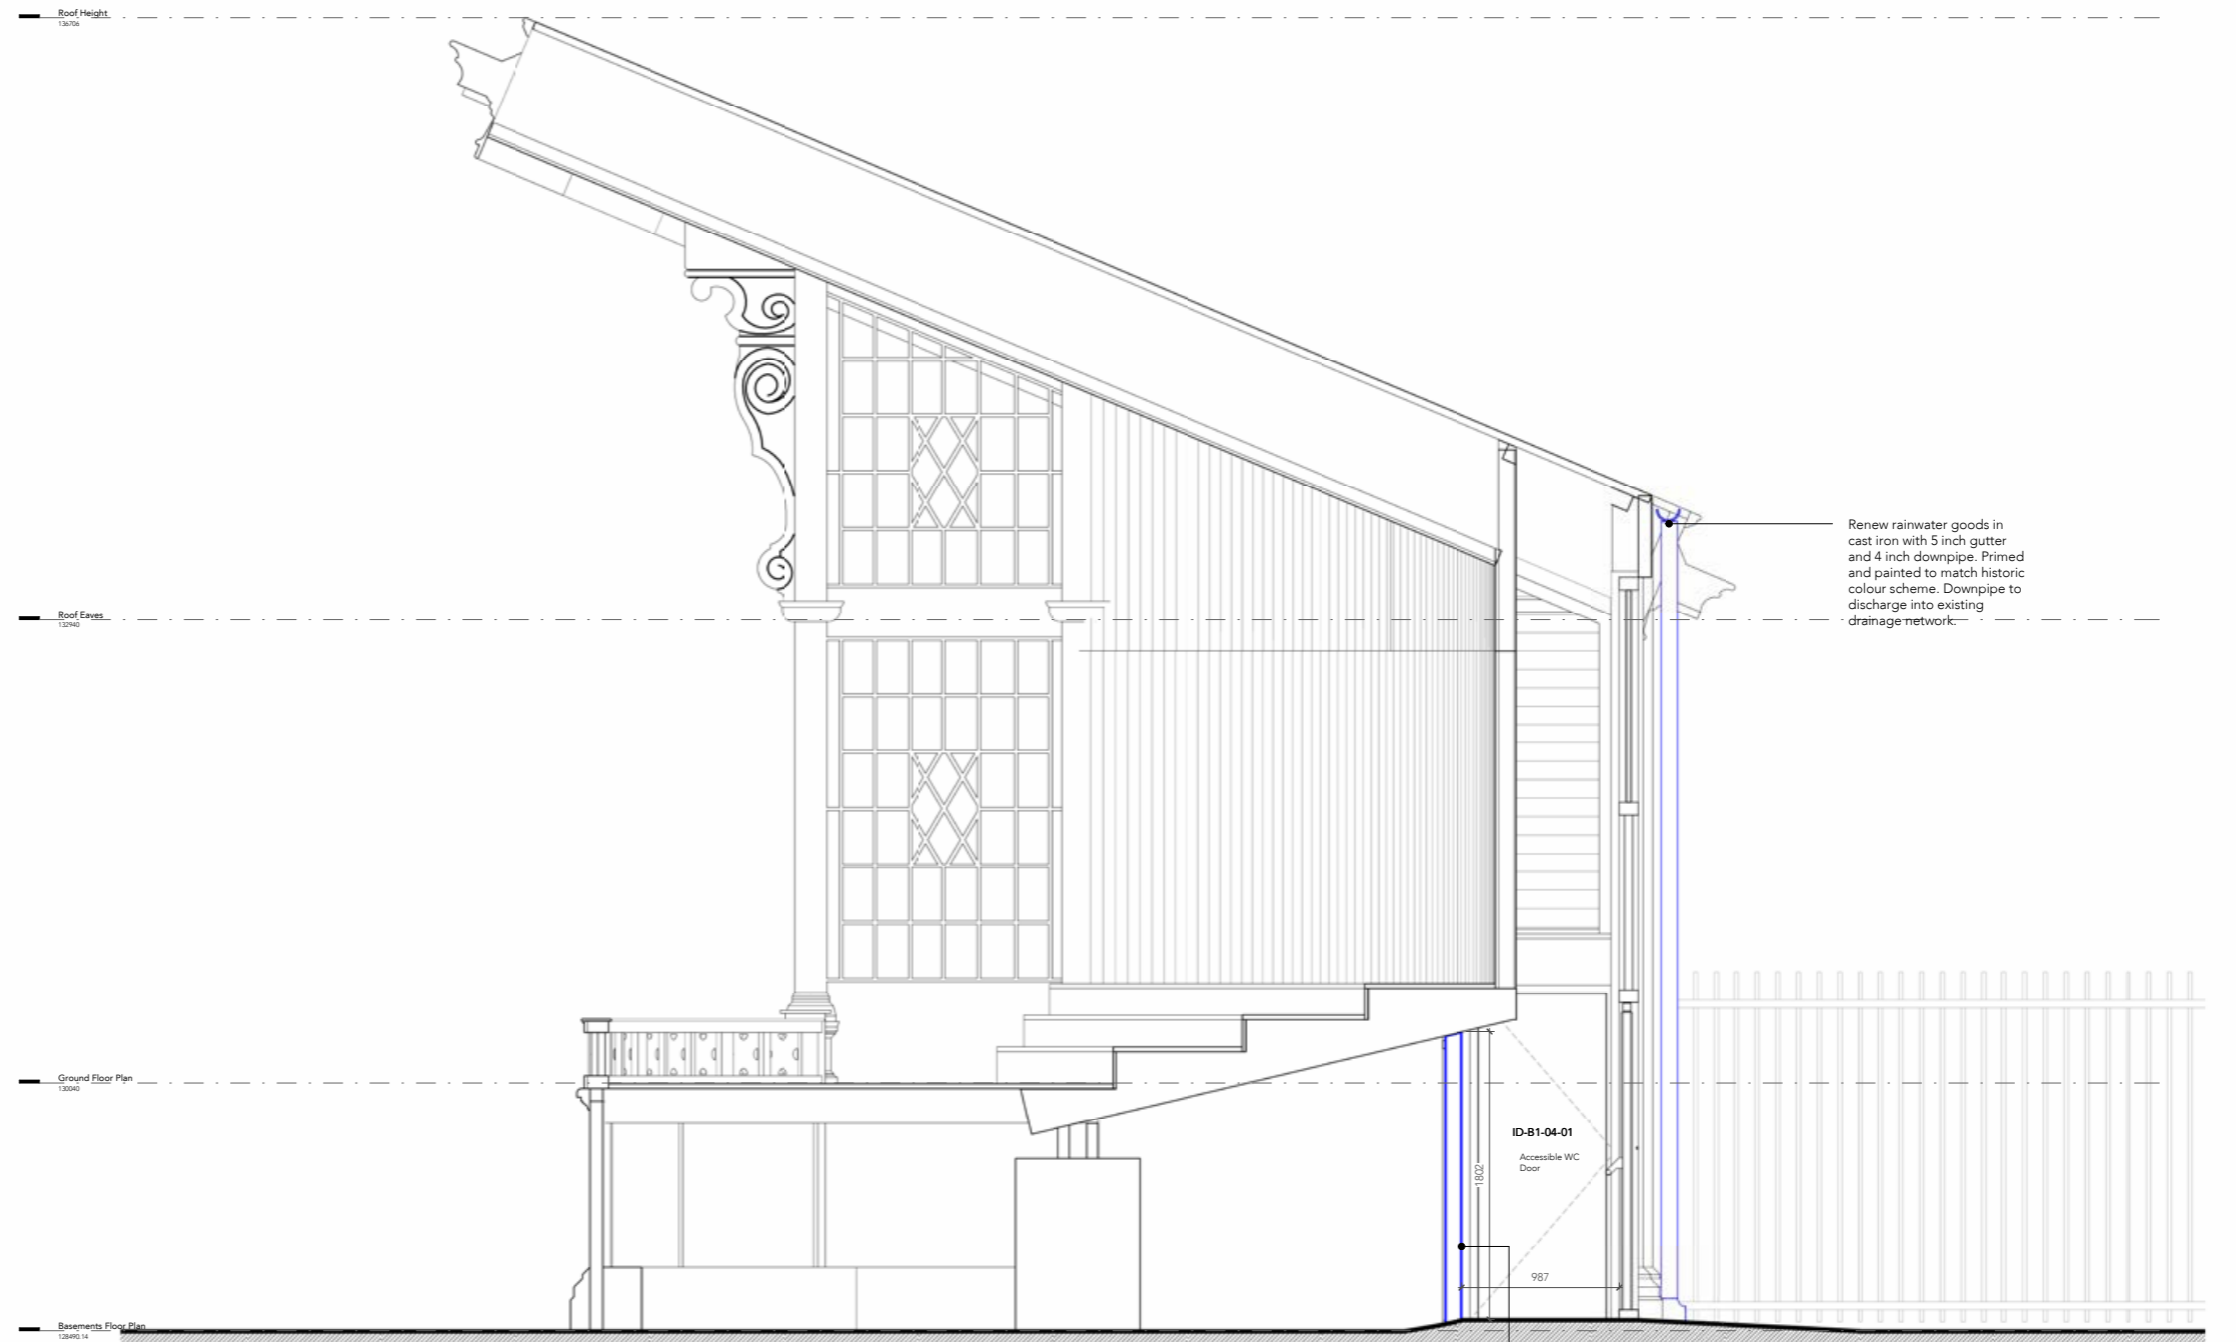 Roof Height
136706
Renew rainwater goods in
cast iron with 5 inch gutter
and 4 inch downpipe. Primed
and painted to match historic
colour scheme. Downpipe to
discharge into existing
drainage network.
Roof Eaves
132940
Ground Floor Plan
130040
ID-B1-04-01
Accessible WC
Door
1802
987
Basements Floor Plan
128490.14